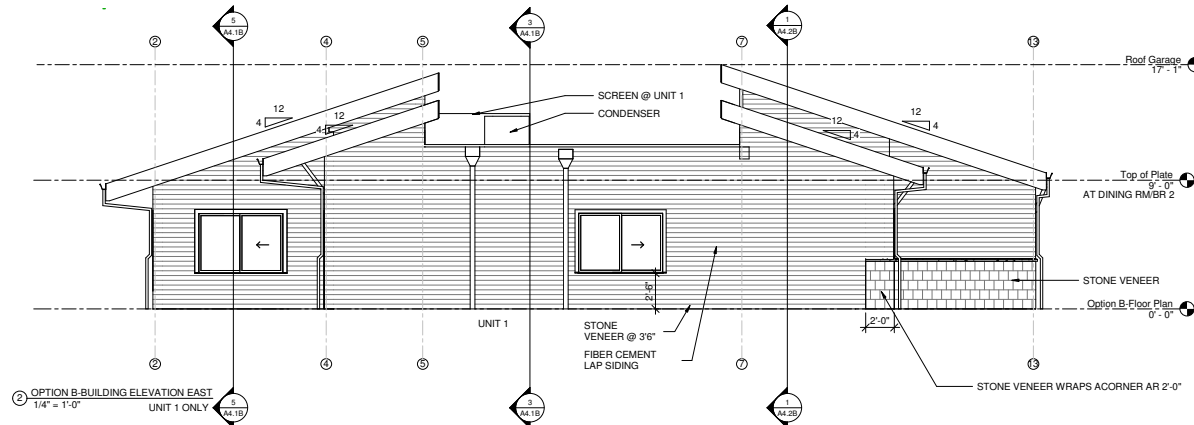 5
A4.1B
3
A4.1B
1
A4.2B
2
4
5
7
13
Roof Garage
17' - 1"
SCREEN @ UNIT 1
CONDENSER
12
4
12
4
12
4
12
4
Top of Plate
9' - 0"
AT DINING RM/BR 2
STONE VENEER
2'-6"
Option B-Floor Plan
0' - 0"
UNIT 1
STONE
VENEER @ 3'6"
FIBER CEMENT
LAP SIDING
2'-0"
2
4
5
7
13
STONE VENEER WRAPS ACORNER AR 2'-0"
2
OPTION B-BUILDING ELEVATION EAST
1/4" = 1'-0"
UNIT 1 ONLY
5
A4.1B
3
A4.1B
1
A4.2B